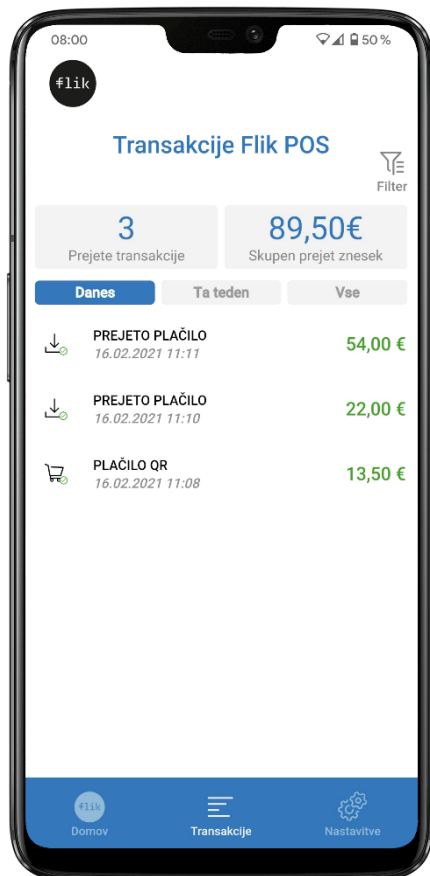 08:00
50 %
flik
Transakcije Flik POS
Filter
3
Prejete transakcije
89,50€
Skupen prejet znesek
Danes
Ta teden
Vse
PREJETO PLAČILO
16.02.2021 11:11
54,00 €
PREJETO PLAČILO
16.02.2021 11:10
22,00 €
PLAČILO QR
16.02.2021 11:08
13,50 €
flik
Domov
Transakcije
Nastavitve